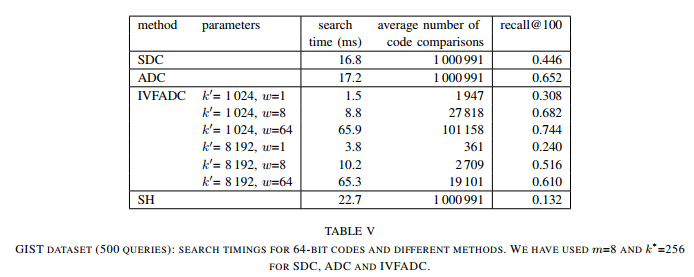 method parameters search average number of recall@100
time (ms) code comparisons
SDC 16.8 1 000 991 0.446
ADC 17.2 1 000 991 0.652
IVFADC k′= 1 024, w=1 1.5 1 947 0.308
k′= 1 024, w=8 8.8 27 818 0.682
k′= 1 024, w=64 65.9 101 158 0.744
k′= 8 192, w=1 3.8 361 0.240
k′= 8 192, w=8 10.2 2 709 0.516
k′= 8 192, w=64 65.3 19 101 0.610
SH 22.7 1 000 991 0.132
TABLE V
GIST DATASET (500 QUERIES): SEARCH TIMINGS FOR 64-BIT CODES AND DIFFERENT METHODS. WE HAVE USED m=8 AND k*=256
FOR SDC, ADC AND IVFADC.